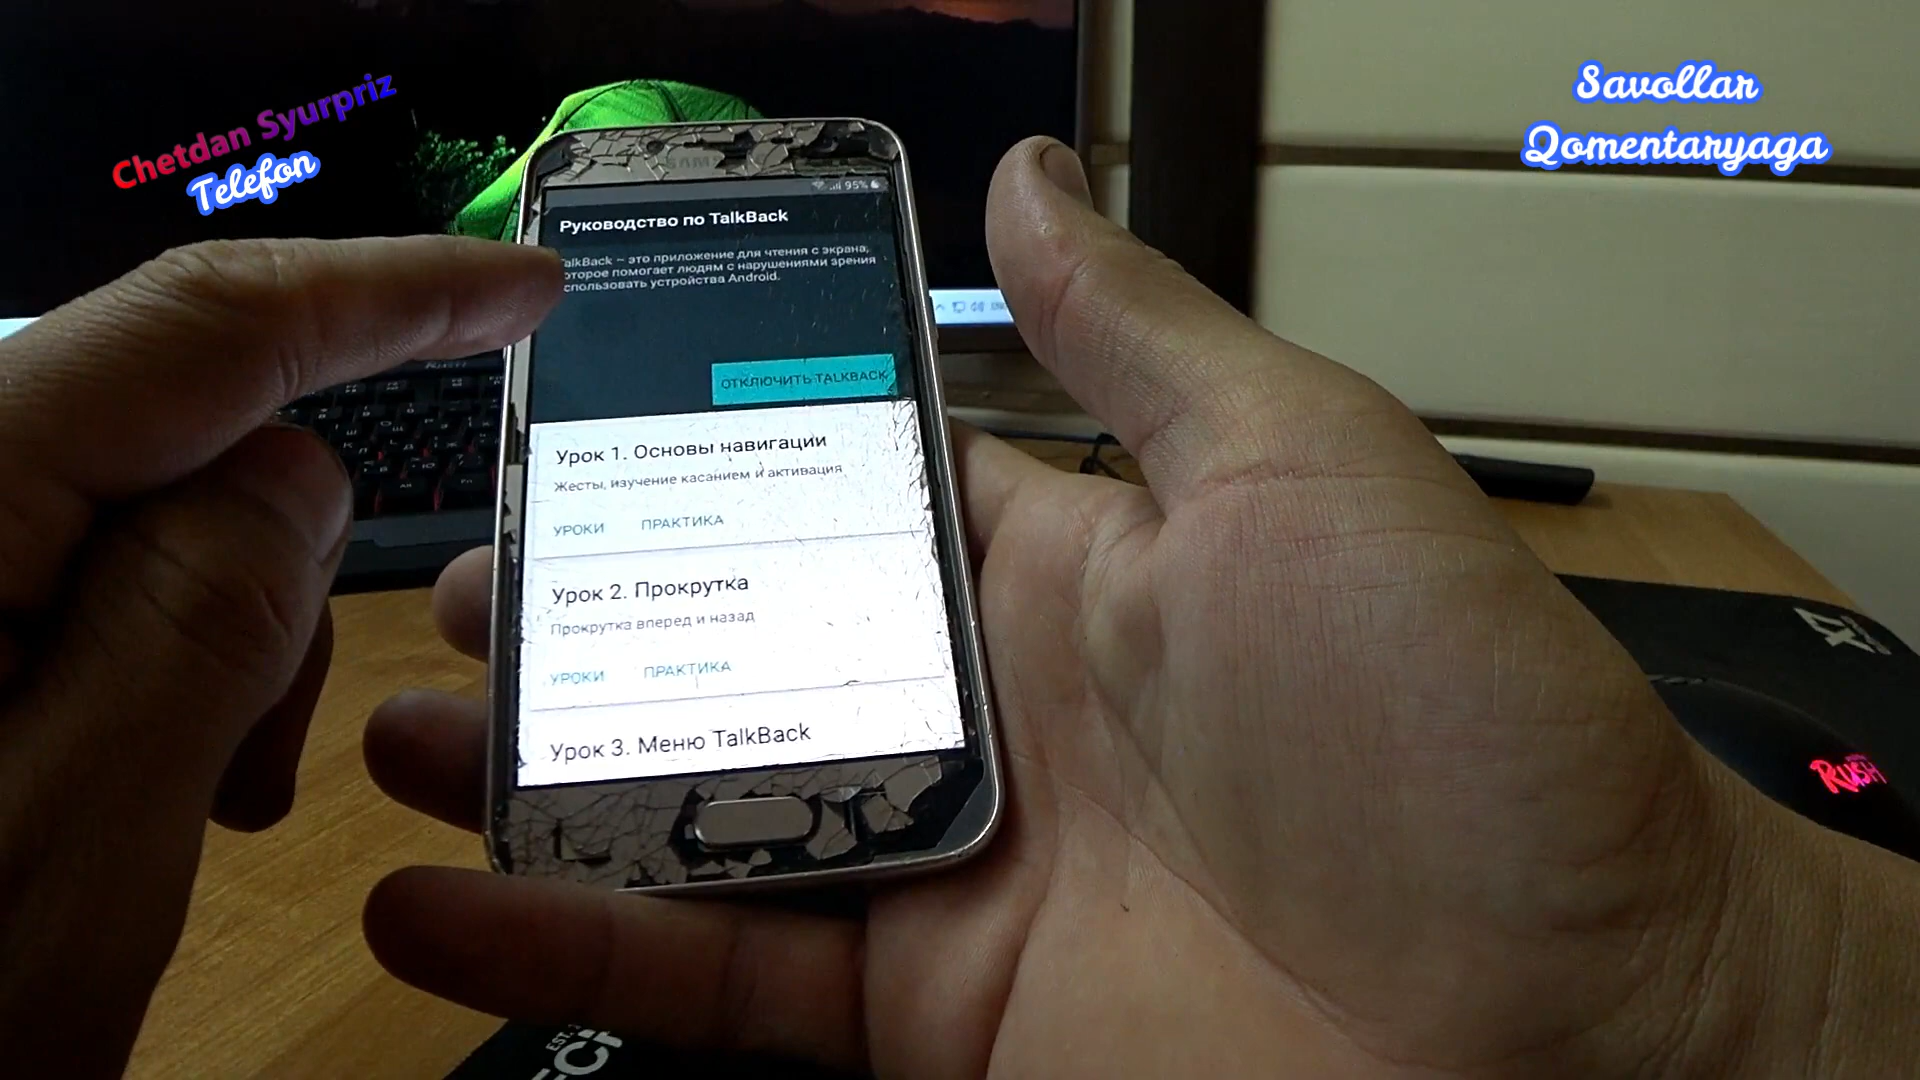 Chetdan Syurpriz
Telefon
Savollar
Qomentaryaga
SAMS
95%
Руководство по TalkBack
TalkBack – это приложение для чтения с экрана,
которое помогает людям с нарушениями зрения
использовать устройства Android.
ОТКЛЮЧИТЬ TALKBACK
Урок 1. Основы навигации
Жесты, изучение касанием и активация
УРОКИ ПРАКТИКА
Урок 2. Прокрутка
Прокрутка вперед и назад
УРОКИ ПРАКТИКА
Урок 3. Меню TalkBack
RUSH
EST.